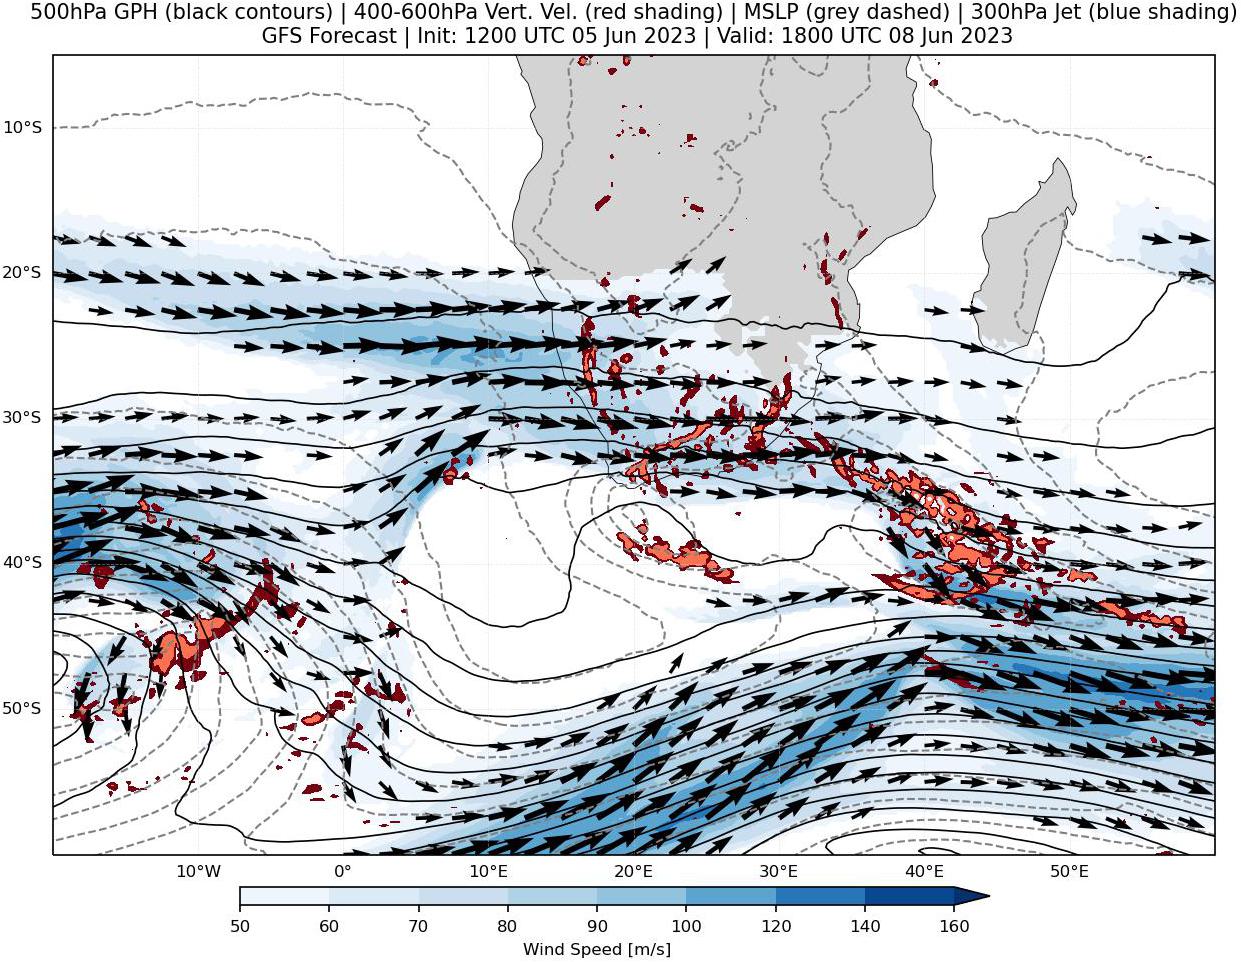 500hPa GPH (black contours) | 400-600hPa Vert. Vel. (red shading) | MSLP (grey dashed) | 300hPa Jet (blue shading)
GFS Forecast | Init: 1200 UTC 05 Jun 2023 | Valid: 1800 UTC 08 Jun 2023
10°S
20°S
30°S
40°S
50°S
10°W 0° 10°E 20°E 30°E 40°E 50°E
50 60 70 80 90 100 120 140 160
Wind Speed [m/s]